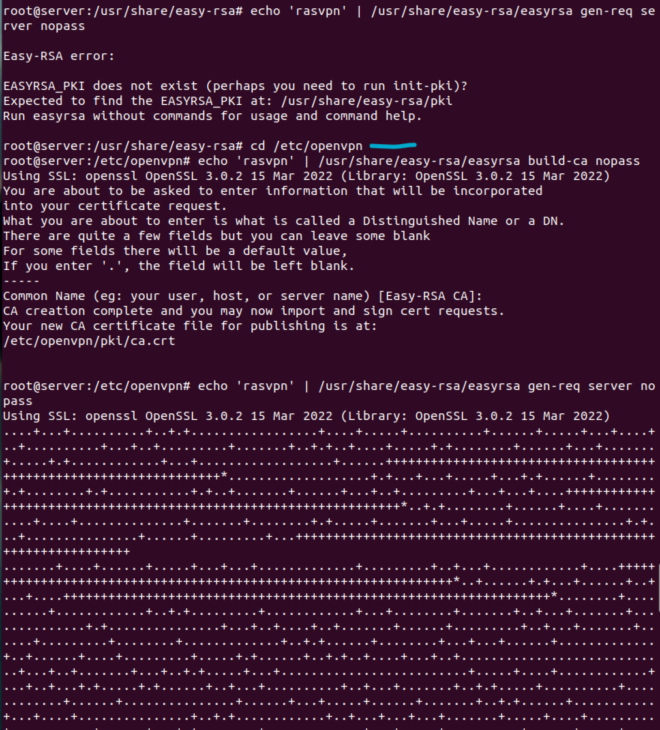 root@server:/usr/share/easy-rsa# echo 'rasvpn' | /usr/share/easy-rsa/easyrsa gen-req se
rver nopass
Easy-RSA error:
EASYRSA_PKI does not exist (perhaps you need to run init-pki)?
Expected to find the EASYRSA_PKI at: /usr/share/easy-rsa/pki
Run easyrsa without commands for usage and command help.
root@server:/usr/share/easy-rsa# cd /etc/openvpn
root@server:/etc/openvpn# echo 'rasvpn' | /usr/share/easy-rsa/easyrsa build-ca nopass
Using SSL: openssl OpenSSL 3.0.2 15 Mar 2022 (Library: OpenSSL 3.0.2 15 Mar 2022)
You are about to be asked to enter information that will be incorporated
into your certificate request.
What you are about to enter is what is called a Distinguished Name or a DN.
There are quite a few fields but you can leave some blank
For some fields there will be a default value,
If you enter '.', the field will be left blank.
-----
Common Name (eg: your user, host, or server name) [Easy-RSA CA]:
CA creation complete and you may now import and sign cert requests.
Your new CA certificate file for publishing is at:
/etc/openvpn/pki/ca.crt
root@server:/etc/openvpn# echo 'rasvpn' | /usr/share/easy-rsa/easyrsa gen-req server no
pass
Using SSL: openssl OpenSSL 3.0.2 15 Mar 2022 (Library: OpenSSL 3.0.2 15 Mar 2022)